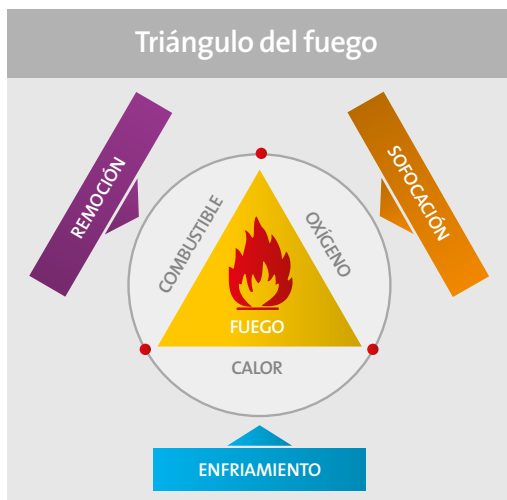 Triángulo del fuego
REMOCIÓN
SOFOCACIÓN
COMBUSTIBLE
OXÍGENO
FUEGO
CALOR
ENFRIAMIENTO